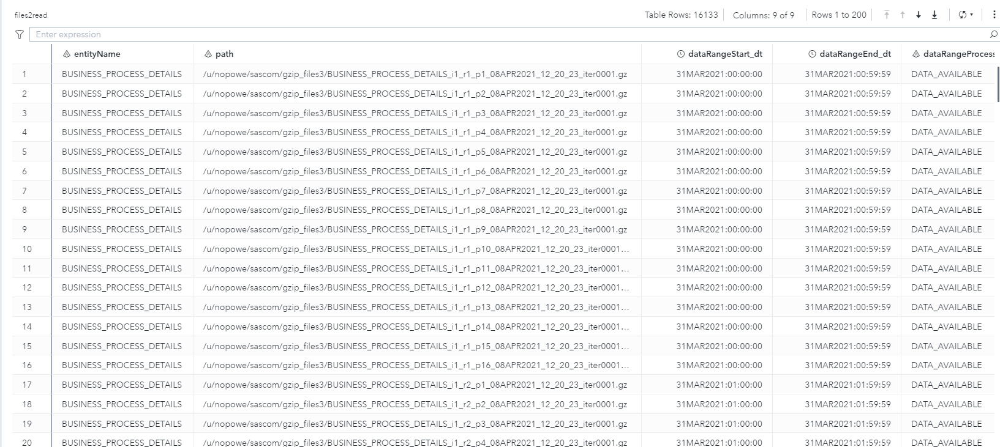 files2read Table Rows: 16133 Columns: 9 of 9 Rows 1 to 200
Enter expression
entityName path dataRangeStart_dt dataRangeEnd_dt dataRangeProcess
1 BUSINESS_PROCESS_DETAILS /u/nopowe/sascom/gzip_files3/BUSINESS_PROCESS_DETAILS_i1_r1_p1_08APR2021_12_20_23_iter0001.gz 31MAR2021:00:00:00 31MAR2021:00:59:59 DATA_AVAILABLE
2 BUSINESS_PROCESS_DETAILS /u/nopowe/sascom/gzip_files3/BUSINESS_PROCESS_DETAILS_i1_r1_p2_08APR2021_12_20_23_iter0001.gz 31MAR2021:00:00:00 31MAR2021:00:59:59 DATA_AVAILABLE
3 BUSINESS_PROCESS_DETAILS /u/nopowe/sascom/gzip_files3/BUSINESS_PROCESS_DETAILS_i1_r1_p3_08APR2021_12_20_23_iter0001.gz 31MAR2021:00:00:00 31MAR2021:00:59:59 DATA_AVAILABLE
4 BUSINESS_PROCESS_DETAILS /u/nopowe/sascom/gzip_files3/BUSINESS_PROCESS_DETAILS_i1_r1_p4_08APR2021_12_20_23_iter0001.gz 31MAR2021:00:00:00 31MAR2021:00:59:59 DATA_AVAILABLE
5 BUSINESS_PROCESS_DETAILS /u/nopowe/sascom/gzip_files3/BUSINESS_PROCESS_DETAILS_i1_r1_p5_08APR2021_12_20_23_iter0001.gz 31MAR2021:00:00:00 31MAR2021:00:59:59 DATA_AVAILABLE
6 BUSINESS_PROCESS_DETAILS /u/nopowe/sascom/gzip_files3/BUSINESS_PROCESS_DETAILS_i1_r1_p6_08APR2021_12_20_23_iter0001.gz 31MAR2021:00:00:00 31MAR2021:00:59:59 DATA_AVAILABLE
7 BUSINESS_PROCESS_DETAILS /u/nopowe/sascom/gzip_files3/BUSINESS_PROCESS_DETAILS_i1_r1_p7_08APR2021_12_20_23_iter0001.gz 31MAR2021:00:00:00 31MAR2021:00:59:59 DATA_AVAILABLE
8 BUSINESS_PROCESS_DETAILS /u/nopowe/sascom/gzip_files3/BUSINESS_PROCESS_DETAILS_i1_r1_p8_08APR2021_12_20_23_iter0001.gz 31MAR2021:00:00:00 31MAR2021:00:59:59 DATA_AVAILABLE
9 BUSINESS_PROCESS_DETAILS /u/nopowe/sascom/gzip_files3/BUSINESS_PROCESS_DETAILS_i1_r1_p9_08APR2021_12_20_23_iter0001.gz 31MAR2021:00:00:00 31MAR2021:00:59:59 DATA_AVAILABLE
10 BUSINESS_PROCESS_DETAILS /u/nopowe/sascom/gzip_files3/BUSINESS_PROCESS_DETAILS_i1_r1_p10_08APR2021_12_20_23_iter0001... 31MAR2021:00:00:00 31MAR2021:00:59:59 DATA_AVAILABLE
11 BUSINESS_PROCESS_DETAILS /u/nopowe/sascom/gzip_files3/BUSINESS_PROCESS_DETAILS_i1_r1_p11_08APR2021_12_20_23_iter0001... 31MAR2021:00:00:00 31MAR2021:00:59:59 DATA_AVAILABLE
12 BUSINESS_PROCESS_DETAILS /u/nopowe/sascom/gzip_files3/BUSINESS_PROCESS_DETAILS_i1_r1_p12_08APR2021_12_20_23_iter0001... 31MAR2021:00:00:00 31MAR2021:00:59:59 DATA_AVAILABLE
13 BUSINESS_PROCESS_DETAILS /u/nopowe/sascom/gzip_files3/BUSINESS_PROCESS_DETAILS_i1_r1_p13_08APR2021_12_20_23_iter0001... 31MAR2021:00:00:00 31MAR2021:00:59:59 DATA_AVAILABLE
14 BUSINESS_PROCESS_DETAILS /u/nopowe/sascom/gzip_files3/BUSINESS_PROCESS_DETAILS_i1_r1_p14_08APR2021_12_20_23_iter0001... 31MAR2021:00:00:00 31MAR2021:00:59:59 DATA_AVAILABLE
15 BUSINESS_PROCESS_DETAILS /u/nopowe/sascom/gzip_files3/BUSINESS_PROCESS_DETAILS_i1_r1_p15_08APR2021_12_20_23_iter0001... 31MAR2021:00:00:00 31MAR2021:00:59:59 DATA_AVAILABLE
16 BUSINESS_PROCESS_DETAILS /u/nopowe/sascom/gzip_files3/BUSINESS_PROCESS_DETAILS_i1_r1_p16_08APR2021_12_20_23_iter0001... 31MAR2021:00:00:00 31MAR2021:00:59:59 DATA_AVAILABLE
17 BUSINESS_PROCESS_DETAILS /u/nopowe/sascom/gzip_files3/BUSINESS_PROCESS_DETAILS_i1_r2_p1_08APR2021_12_20_23_iter0001.gz 31MAR2021:01:00:00 31MAR2021:01:59:59 DATA_AVAILABLE
18 BUSINESS_PROCESS_DETAILS /u/nopowe/sascom/gzip_files3/BUSINESS_PROCESS_DETAILS_i1_r2_p2_08APR2021_12_20_23_iter0001.gz 31MAR2021:01:00:00 31MAR2021:01:59:59 DATA_AVAILABLE
19 BUSINESS_PROCESS_DETAILS /u/nopowe/sascom/gzip_files3/BUSINESS_PROCESS_DETAILS_i1_r2_p3_08APR2021_12_20_23_iter0001.gz 31MAR2021:01:00:00 31MAR2021:01:59:59 DATA_AVAILABLE
20 BUSINESS_PROCESS_DETAILS /u/nopowe/sascom/gzip_files3/BUSINESS_PROCESS_DETAILS_i1_r2_p4_08APR2021_12_20_23_iter0001.gz 31MAR2021:01:00:00 31MAR2021:01:59:59 DATA_AVAILABLE